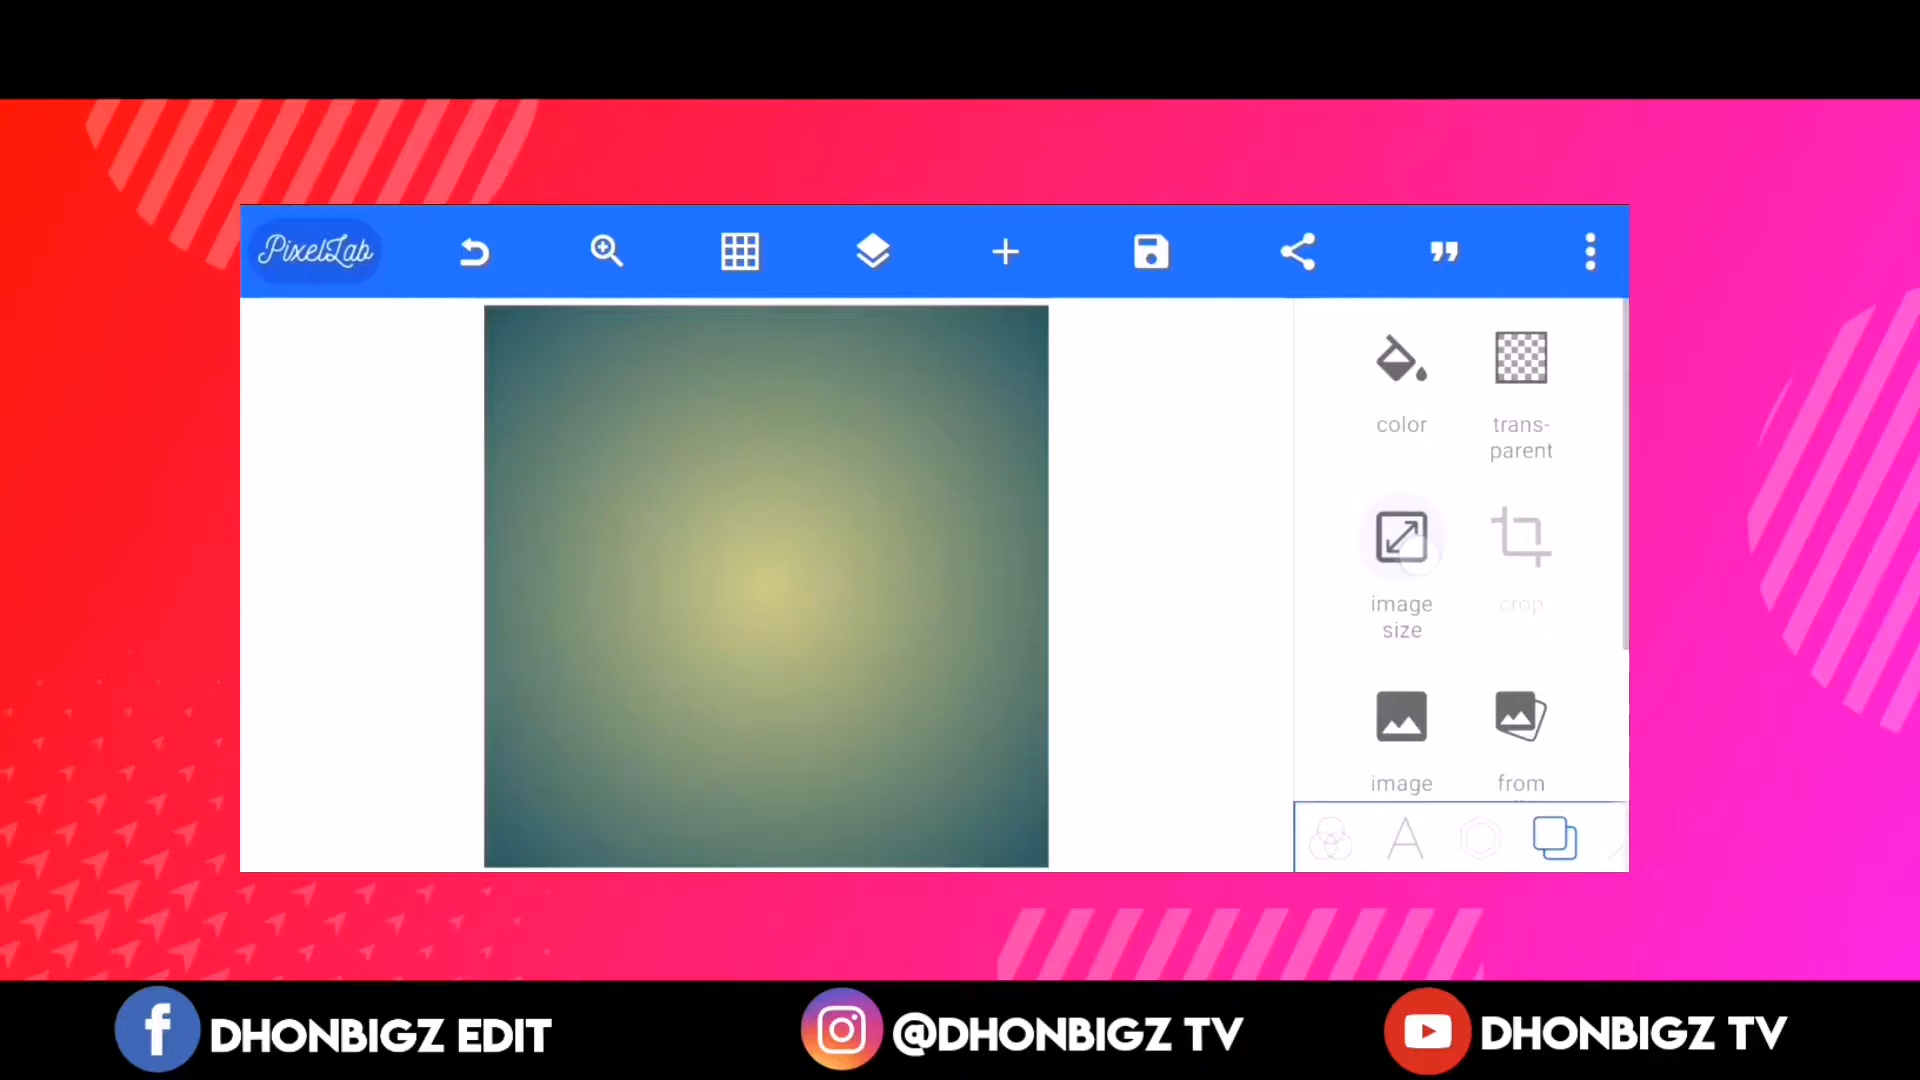 PixelLab
color
trans-
parent
image
size
crop
image
from
DHONBIGZ EDIT
@DHONBIGZ TV
DHONBIGZ TV